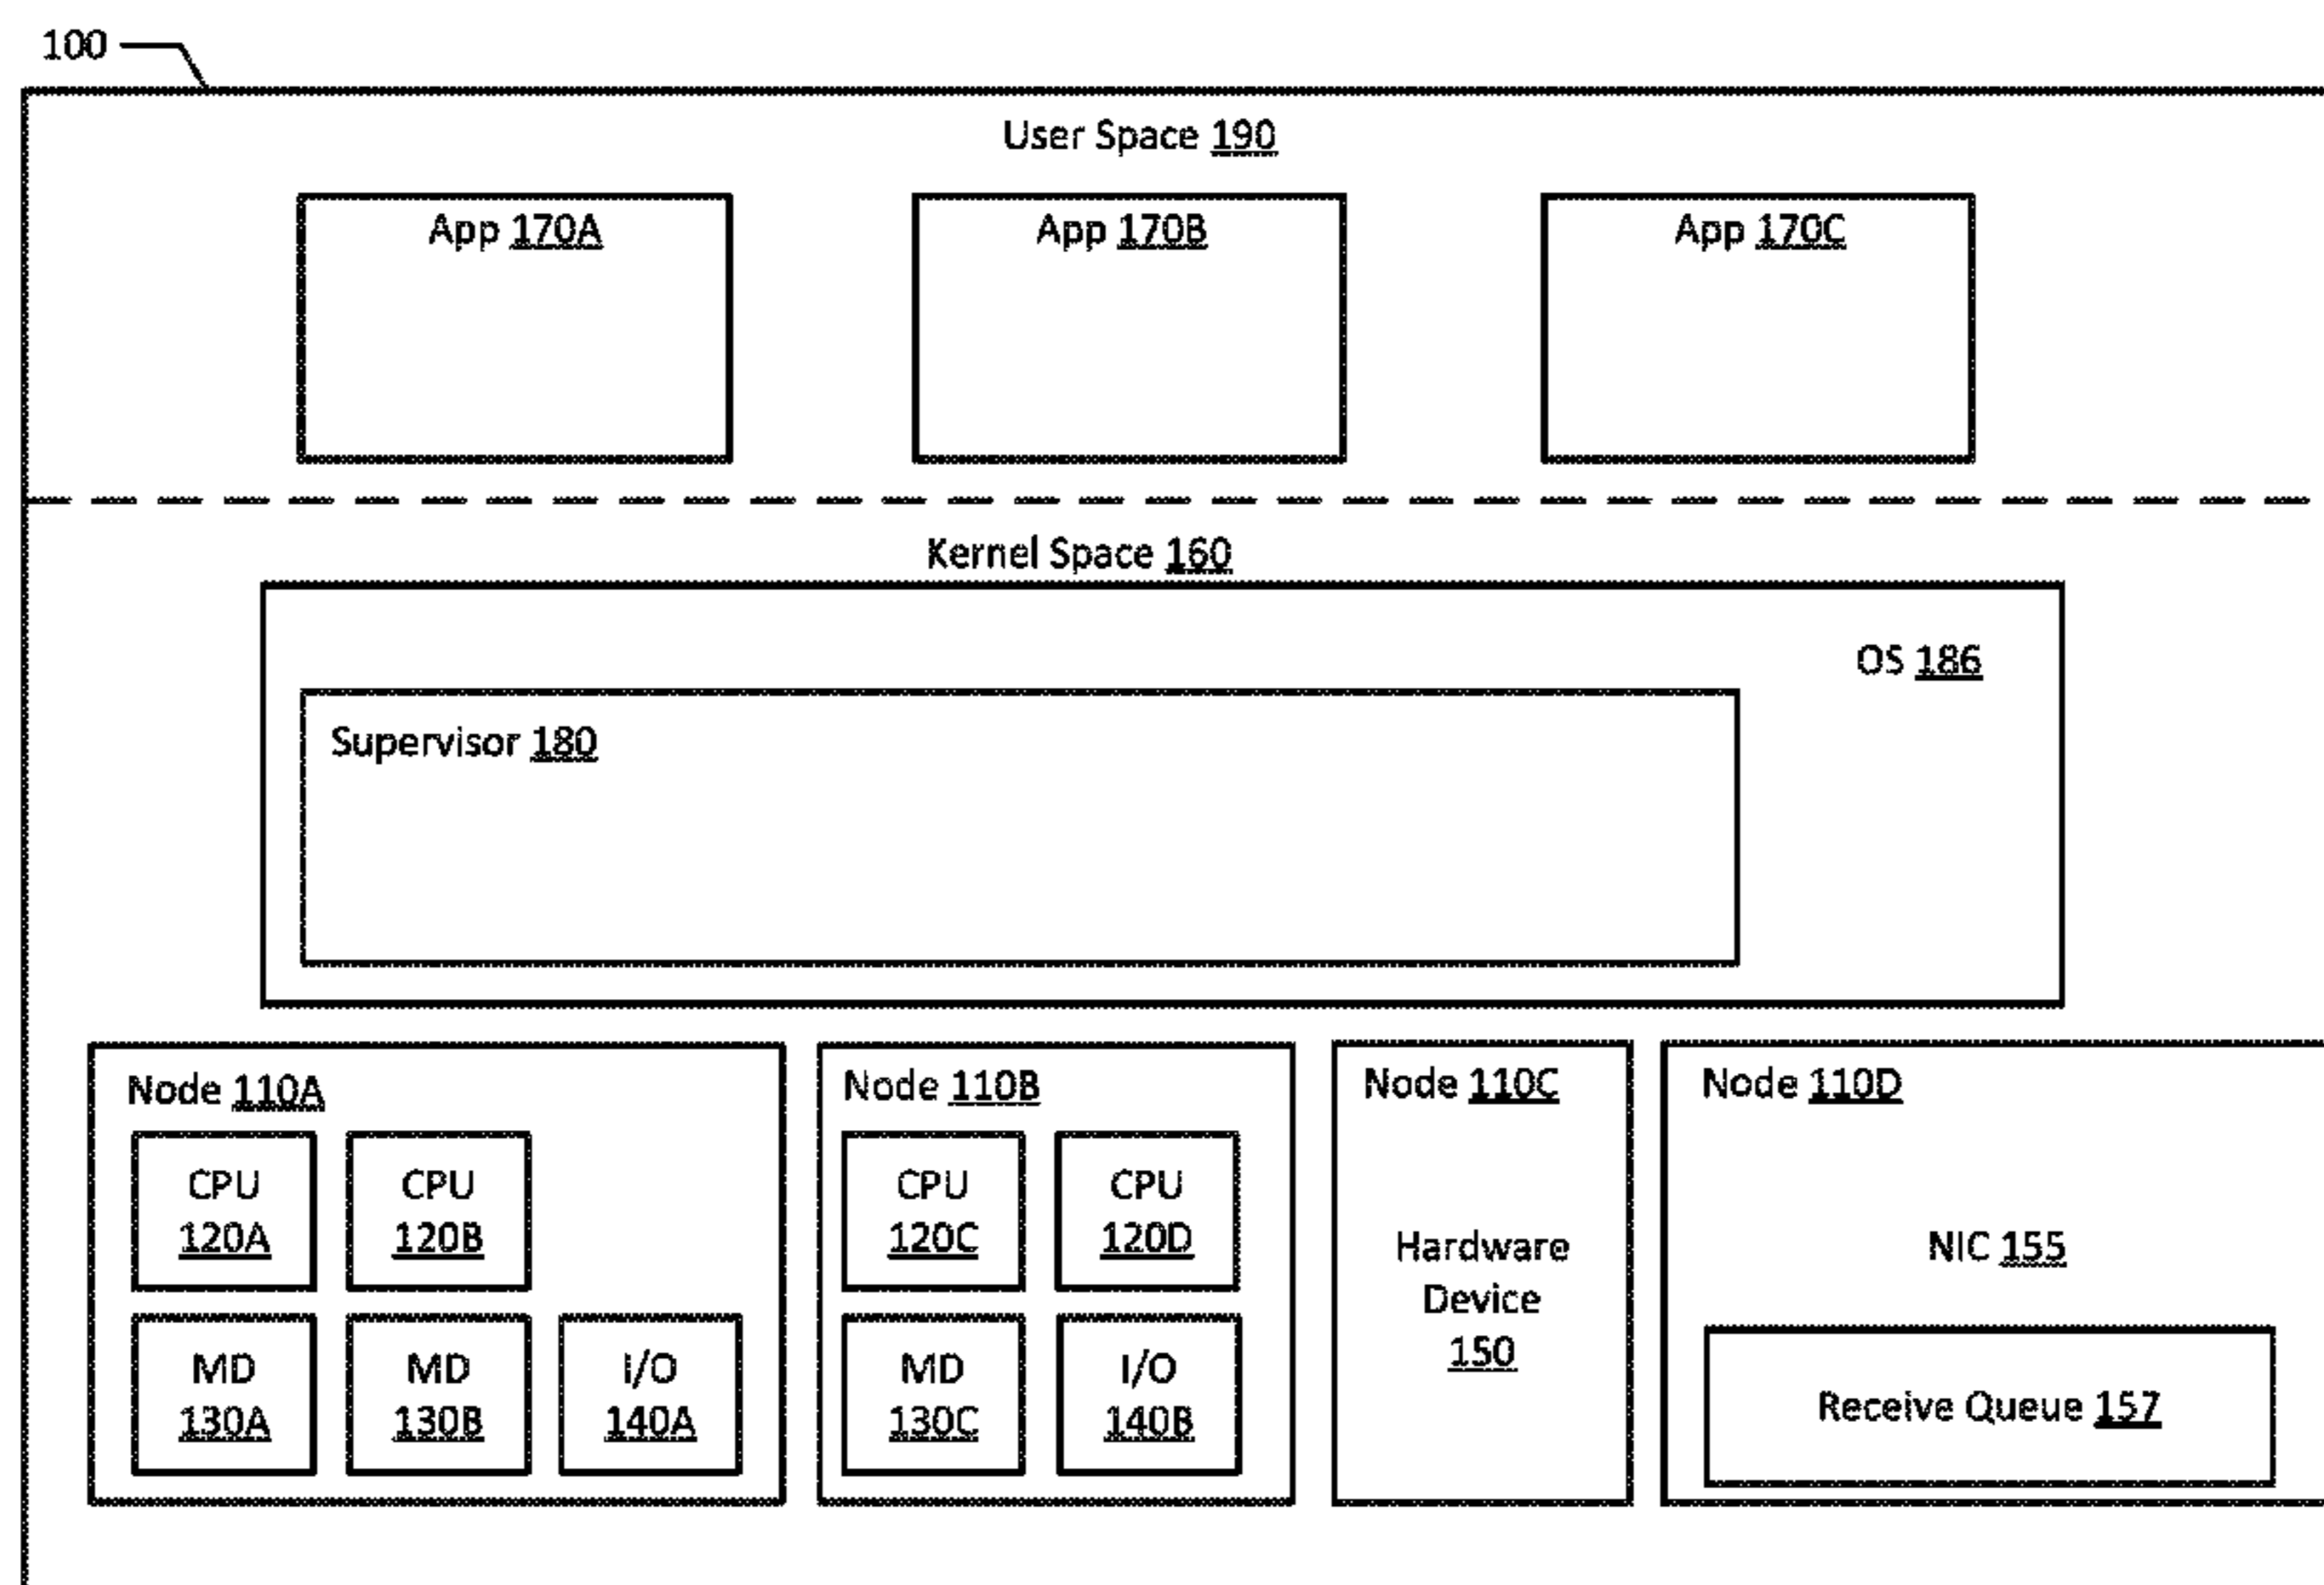 100
User Space 190
App 170A
App 170B
App 170C
Kernel Space 160
OS 186
Supervisor 180
Node 110A
CPU
120A
CPU
120B
MD
130A
MD
130B
I/O
140A
Node 110B
CPU
120C
CPU
120D
MD
130C
I/O
140B
Node 110C
Hardware
Device
150
Node 110D
NIC 155
Receive Queue 157